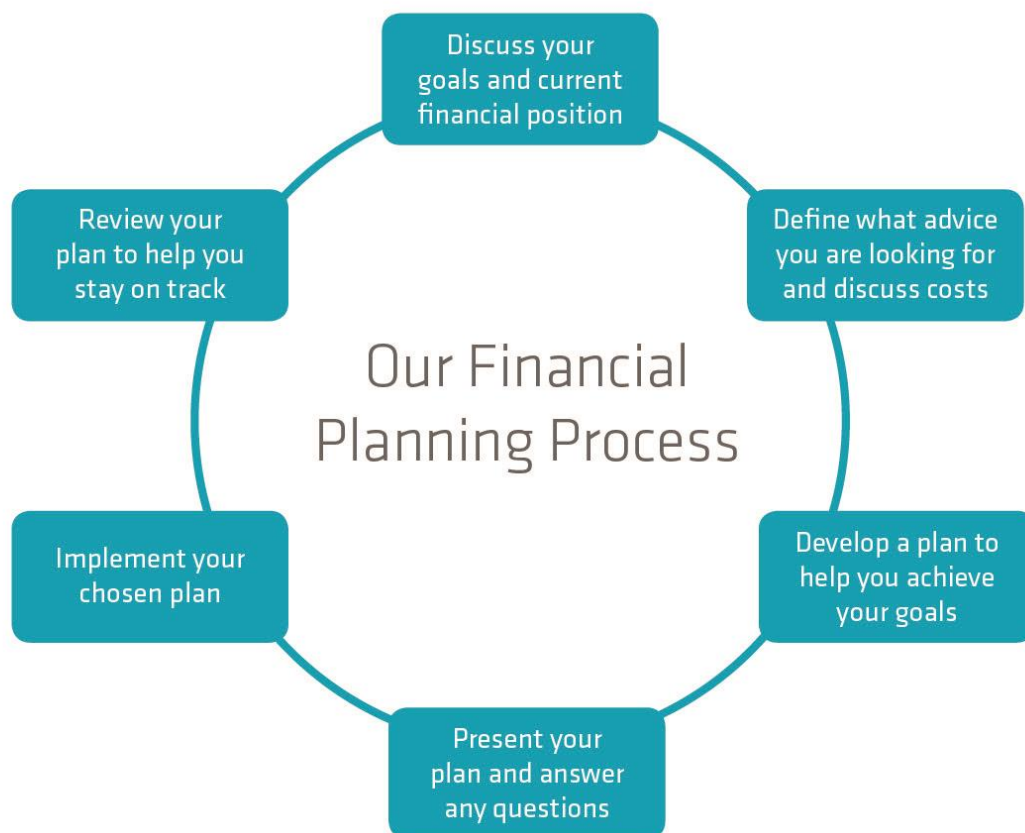 Discuss your
goals and current
financial position
Define what advice
you are looking for
and discuss costs
Develop a plan to
help you achieve
your goals
Present your
plan and answer
any questions
Implement your
chosen plan
Review your
plan to help you
stay on track
Our Financial
Planning Process